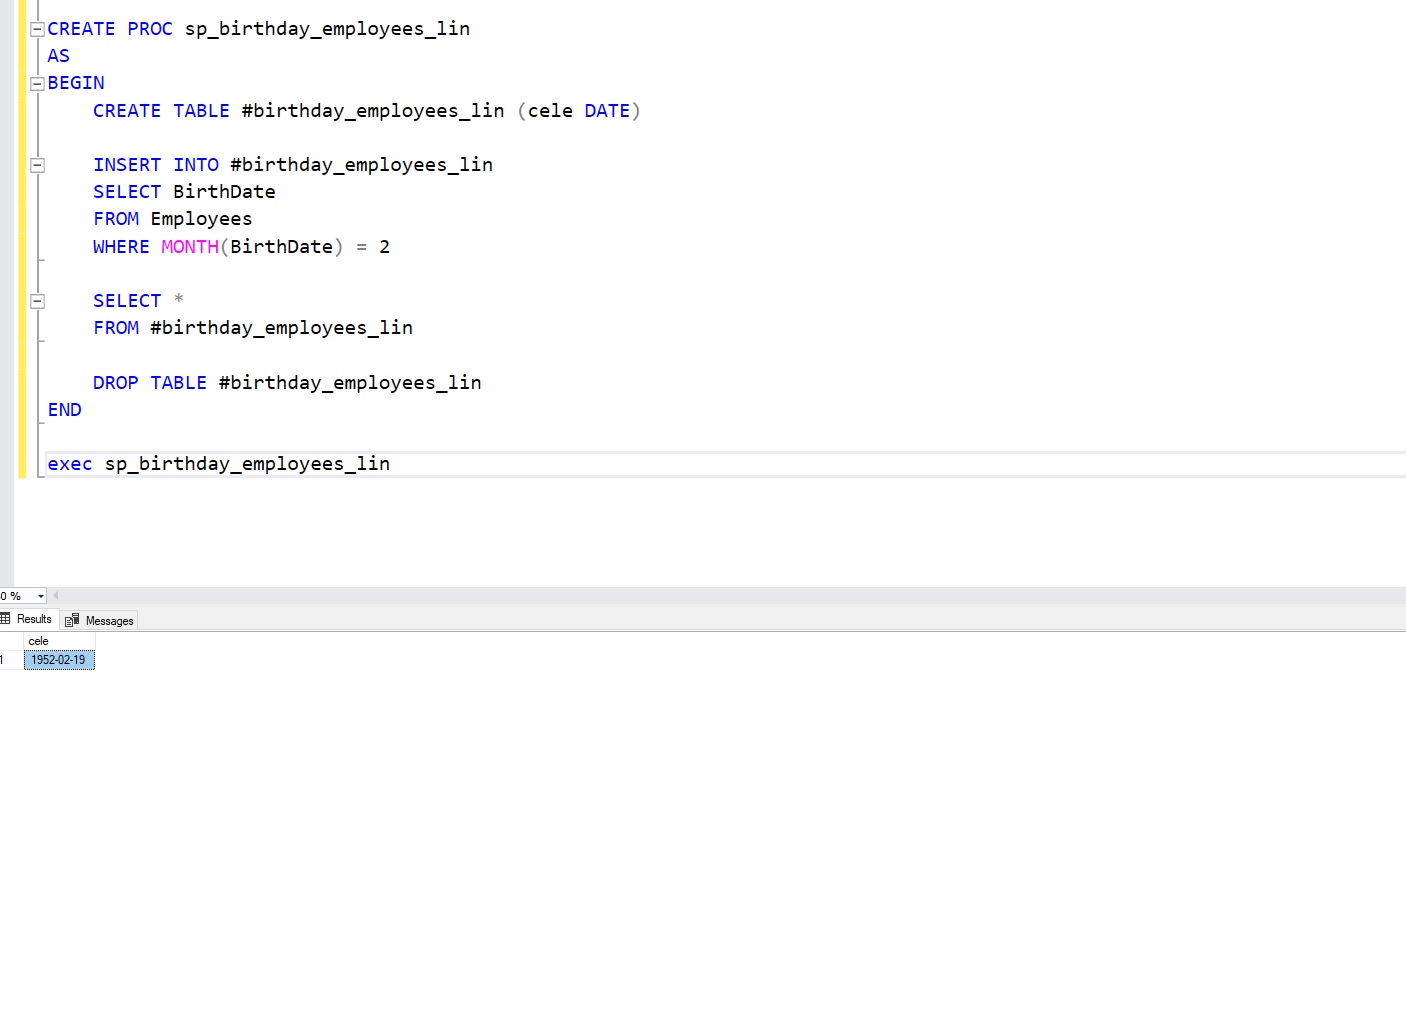 CREATE PROC sp_birthday_employees_lin
AS
BEGIN
CREATE TABLE #birthday_employees_lin (cele DATE)
INSERT INTO #birthday_employees_lin
SELECT BirthDate
FROM Employees
WHERE MONTH(BirthDate) = 2
SELECT *
FROM #birthday_employees_lin
DROP TABLE #birthday_employees_lin
END
exec sp_birthday_employees_lin
0 %
Results Messages
cele
1 1952-02-19